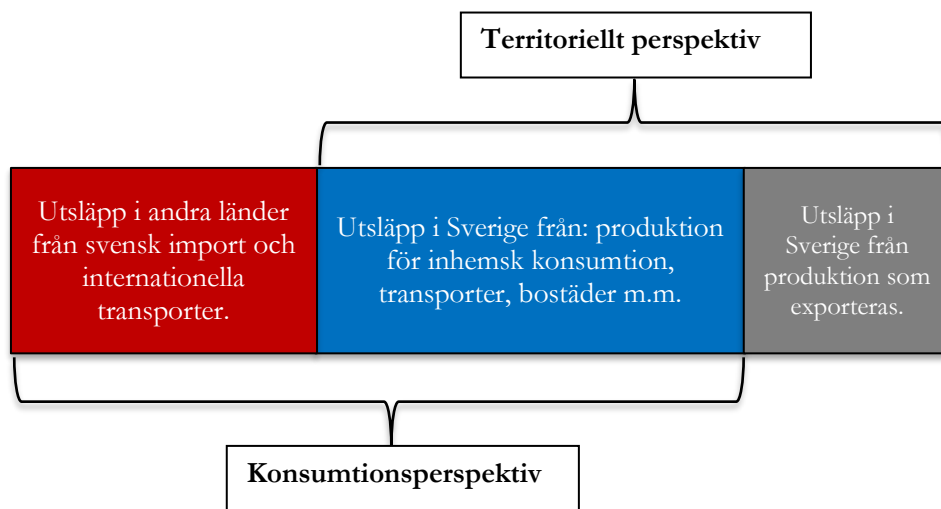 Territoriellt perspektiv
Utsläpp i andra länder
från svensk import och
internationella
transporter.
Utsläpp i Sverige från: produktion
för inhemsk konsumtion,
transporter, bostäder m.m.
Utsläpp i
Sverige från
produktion som
exporteras.
Konsumtionsperspektiv